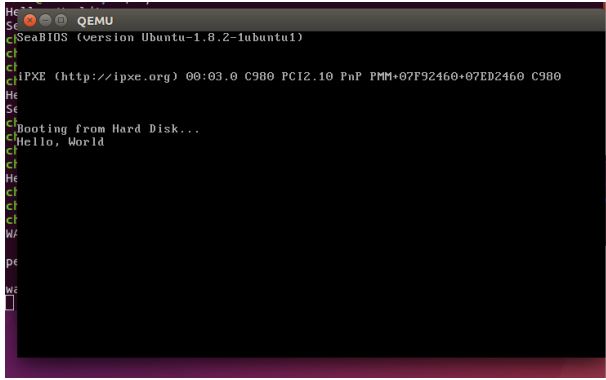 QEMU
SeaBIOS (version Ubuntu-1.8.2-1ubuntu1)
iPXE (http://ipxe.org) 00:03.0 C980 PCI2.10 PnP PMM+07F92460+07ED2460 C980
Booting from Hard Disk...
Hello, World